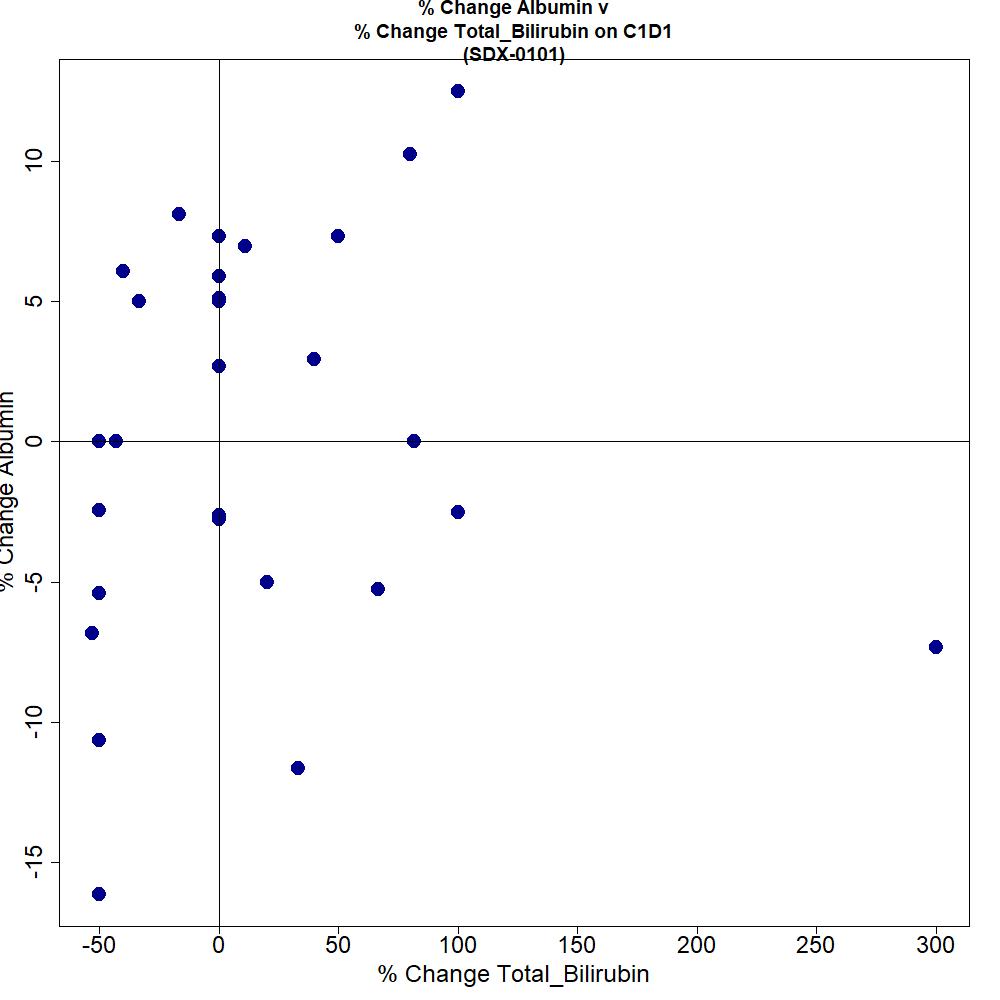 % Change Albumin v
% Change Total_Bilirubin on C1D1
(SDX-0101)
% Change Albumin
10
5
0
-5
-10
-15
-50 0 50 100 150 200 250 300
% Change Total_Bilirubin